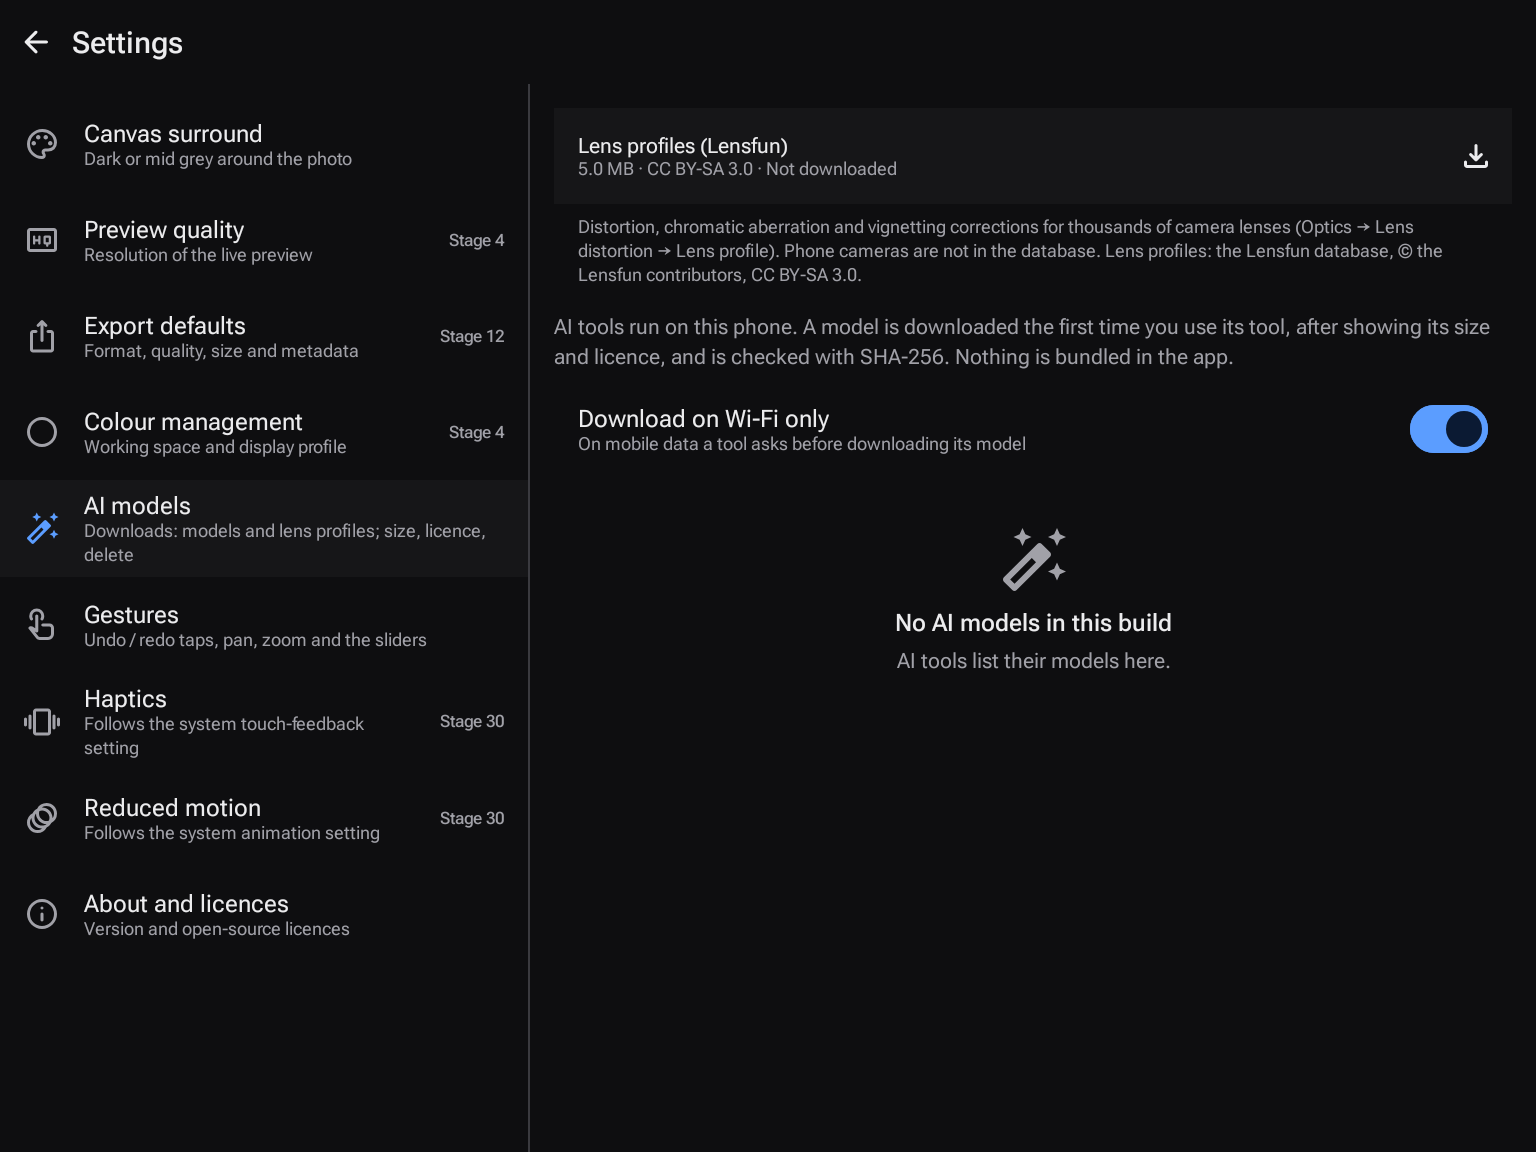 Settings
Canvas surround
Dark or mid grey around the photo
HQ
Preview quality
Resolution of the live preview
Stage 4
Export defaults
Format, quality, size and metadata
Stage 12
Colour management
Working space and display profile
Stage 4
AI models
Downloads: models and lens profiles; size, licence,
delete
Gestures
Undo / redo taps, pan, zoom and the sliders
Haptics
Follows the system touch-feedback
setting
Stage 30
Reduced motion
Follows the system animation setting
Stage 30
About and licences
Version and open-source licences
Lens profiles (Lensfun)
5.0 MB · CC BY-SA 3.0 · Not downloaded
Distortion, chromatic aberration and vignetting corrections for thousands of camera lenses (Optics → Lens
distortion → Lens profile). Phone cameras are not in the database. Lens profiles: the Lensfun database, © the
Lensfun contributors, CC BY-SA 3.0.
AI tools run on this phone. A model is downloaded the first time you use its tool, after showing its size
and licence, and is checked with SHA-256. Nothing is bundled in the app.
Download on Wi-Fi only
On mobile data a tool asks before downloading its model
No AI models in this build
AI tools list their models here.